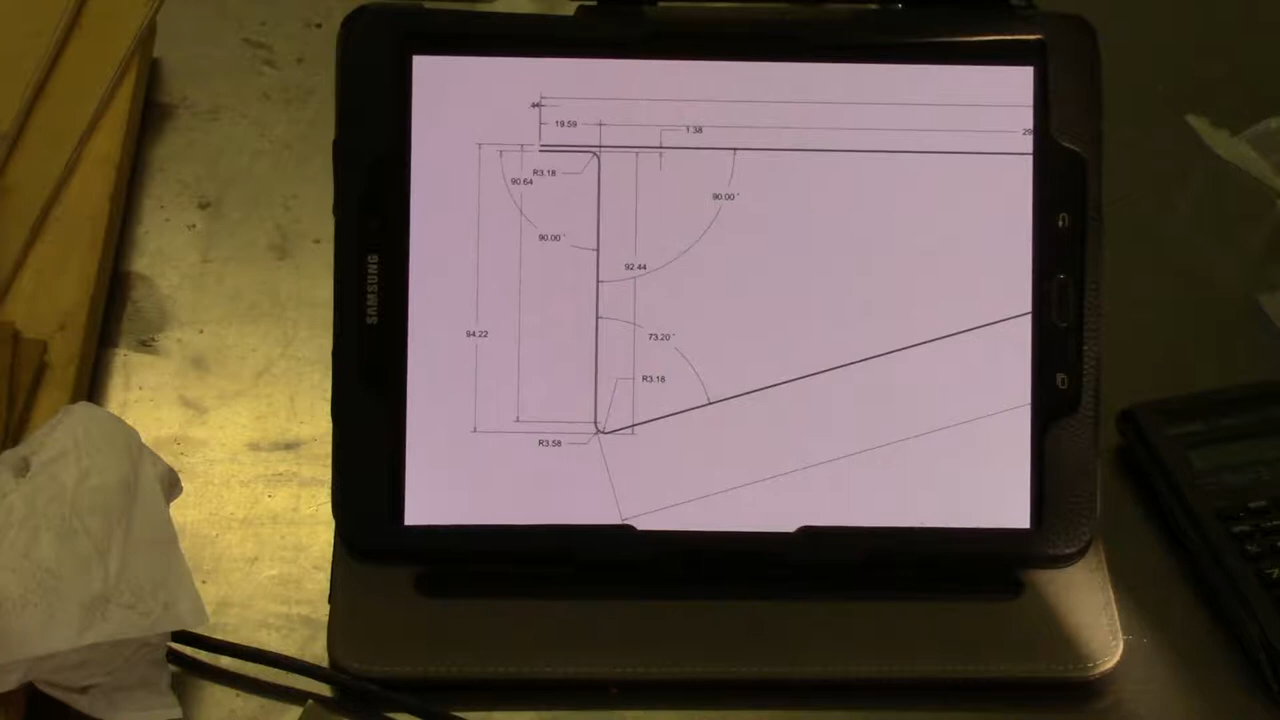 19.59
1.38
29
R3.18
90.64
90.00°
90.00°
92.44
94.22
73.20°
R3.18
R3.58
SAMSUNG